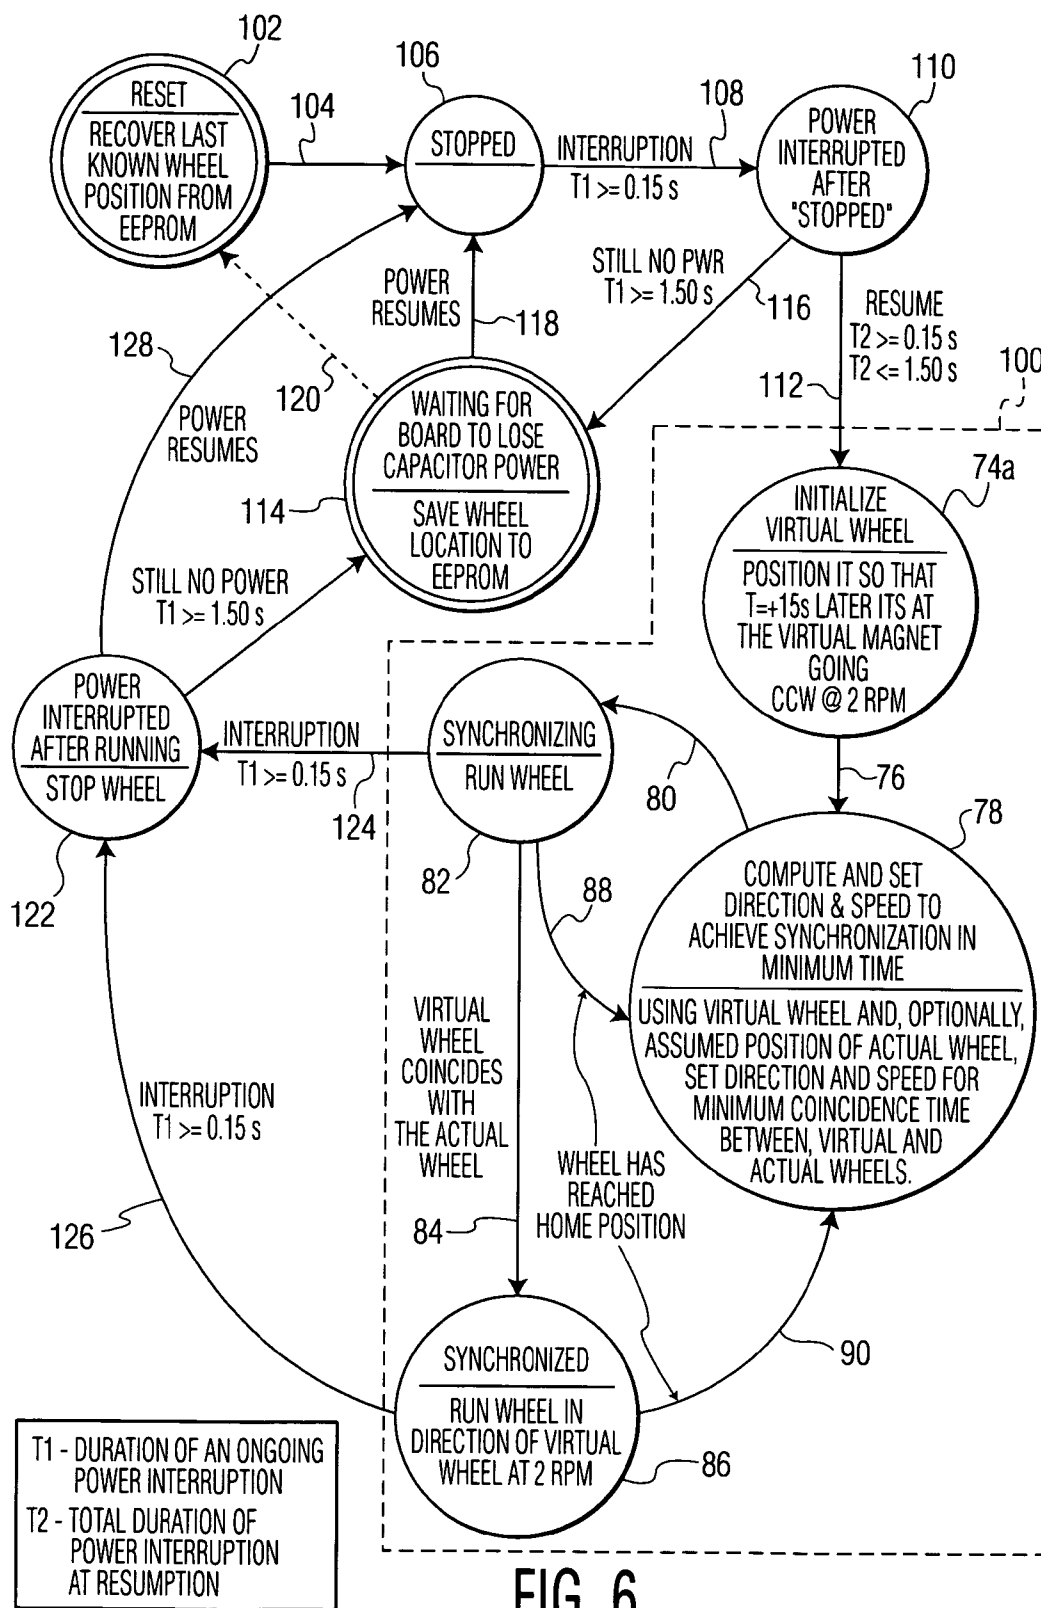 102
RESET
RECOVER LAST
KNOWN WHEEL
POSITION FROM
EEPROM
104
106
STOPPED
INTERRUPTION
T1 >= 0.15 s
108
110
POWER
INTERRUPTED
AFTER
"STOPPED"
STILL NO PWR
T1 >= 1.50 s
116
RESUME
T2 >= 0.15 s
T2 <= 1.50 s
112
100
POWER
RESUMES
118
120
128
POWER
RESUMES
WAITING FOR
BOARD TO LOSE
CAPACITOR POWER
SAVE WHEEL
LOCATION TO
EEPROM
114
74a
INITIALIZE
VIRTUAL WHEEL
POSITION IT SO THAT
T=+15s LATER ITS AT
THE VIRTUAL MAGNET
GOING
CCW @ 2 RPM
STILL NO POWER
T1 >= 1.50 s
POWER
INTERRUPTED
AFTER RUNNING
STOP WHEEL
122
INTERRUPTION
T1 >= 0.15 s
124
SYNCHRONIZING
RUN WHEEL
82
80
76
78
88
COMPUTE AND SET
DIRECTION & SPEED TO
ACHIEVE SYNCHRONIZATION IN
MINIMUM TIME
USING VIRTUAL WHEEL AND, OPTIONALLY,
ASSUMED POSITION OF ACTUAL WHEEL,
SET DIRECTION AND SPEED FOR
MINIMUM COINCIDENCE TIME
BETWEEN, VIRTUAL AND
ACTUAL WHEELS.
VIRTUAL
WHEEL
COINCIDES
WITH
THE ACTUAL
WHEEL
84
WHEEL HAS
REACHED
HOME POSITION
INTERRUPTION
T1 >= 0.15 s
126
90
SYNCHRONIZED
RUN WHEEL IN
DIRECTION OF VIRTUAL
WHEEL AT 2 RPM
86
T1 - DURATION OF AN ONGOING
POWER INTERRUPTION
T2 - TOTAL DURATION OF
POWER INTERRUPTION
AT RESUMPTION
FIG. 6